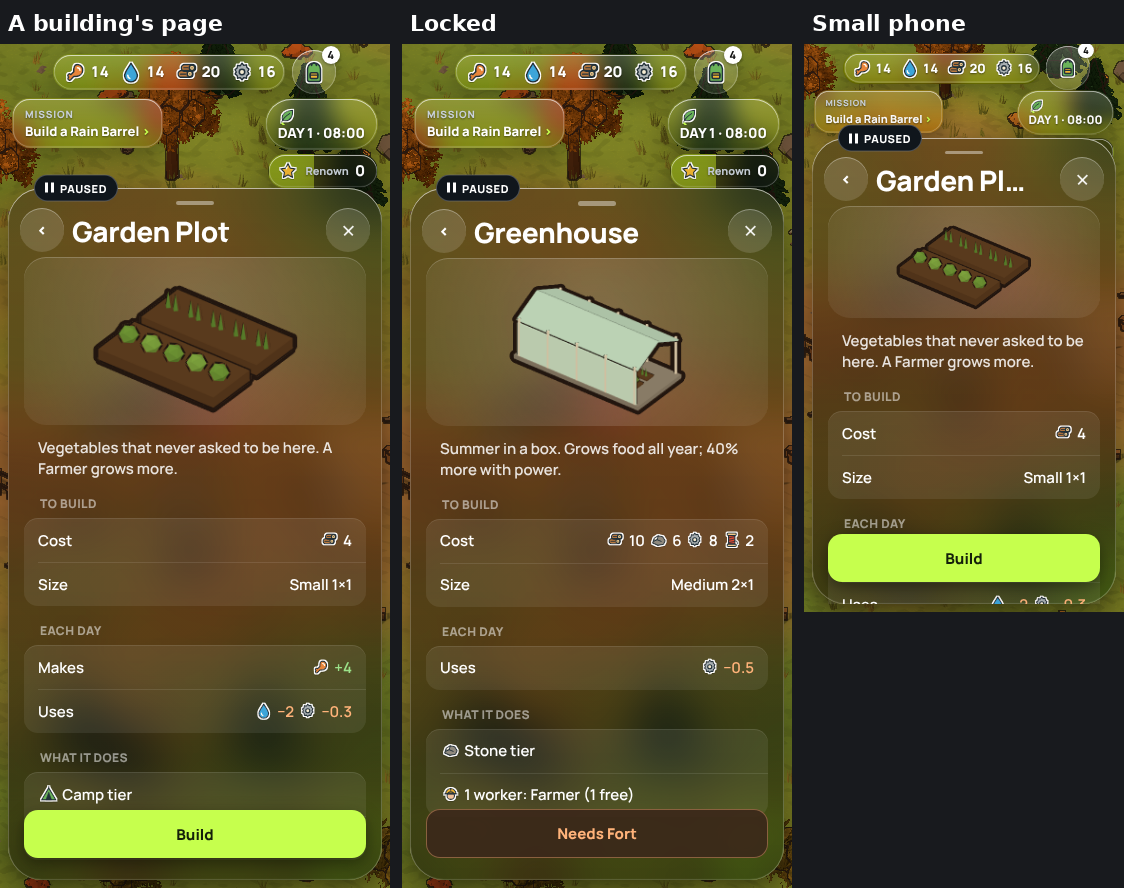 A building's page
14 14 20 16 4
MISSION
Build a Rain Barrel ›
DAY 1 · 08:00
Renown 0
PAUSED
Garden Plot
Vegetables that never asked to be here. A
Farmer grows more.
TO BUILD
Cost 4
Size Small 1×1
EACH DAY
Makes +4
Uses −2 −0.3
WHAT IT DOES
Camp tier
Build
Locked
14 14 20 16 4
MISSION
Build a Rain Barrel ›
DAY 1 · 08:00
Renown 0
PAUSED
Greenhouse
Summer in a box. Grows food all year; 40%
more with power.
TO BUILD
Cost 10 6 8 2
Size Medium 2×1
EACH DAY
Uses −0.5
WHAT IT DOES
Stone tier
1 worker: Farmer (1 free)
Needs Fort
Small phone
14 14 20 16 4
MISSION
Build a Rain Barrel ›
DAY 1 · 08:00
PAUSED
Garden Pl...
Vegetables that never asked to be
here. A Farmer grows more.
TO BUILD
Cost 4
Size Small 1×1
EACH DAY
Build
Uses −2 −0.3